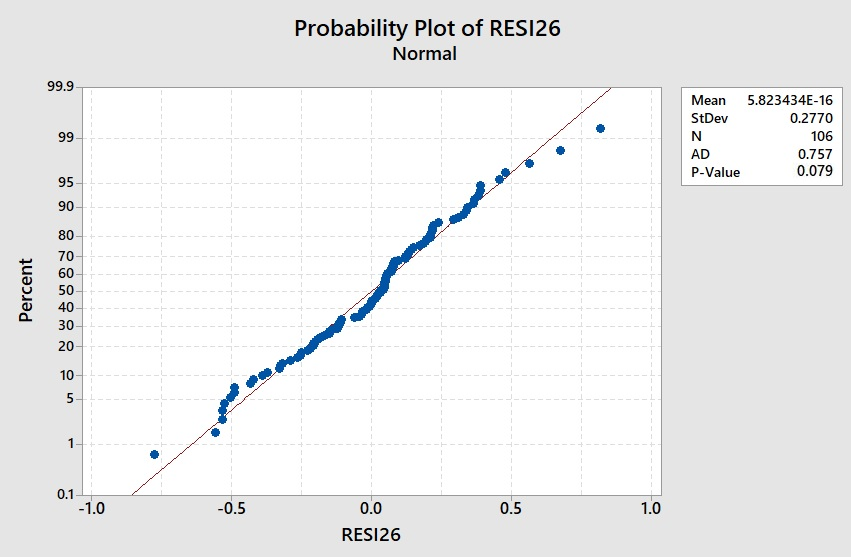 Probability Plot of RESI26
Normal
99.9
99
95
90
80
70
60
50
40
30
20
10
5
1
0.1
Percent
-1.0 -0.5 0.0 0.5 1.0
RESI26
Mean 5.823434E-16
StDev 0.2770
N 106
AD 0.757
P-Value 0.079